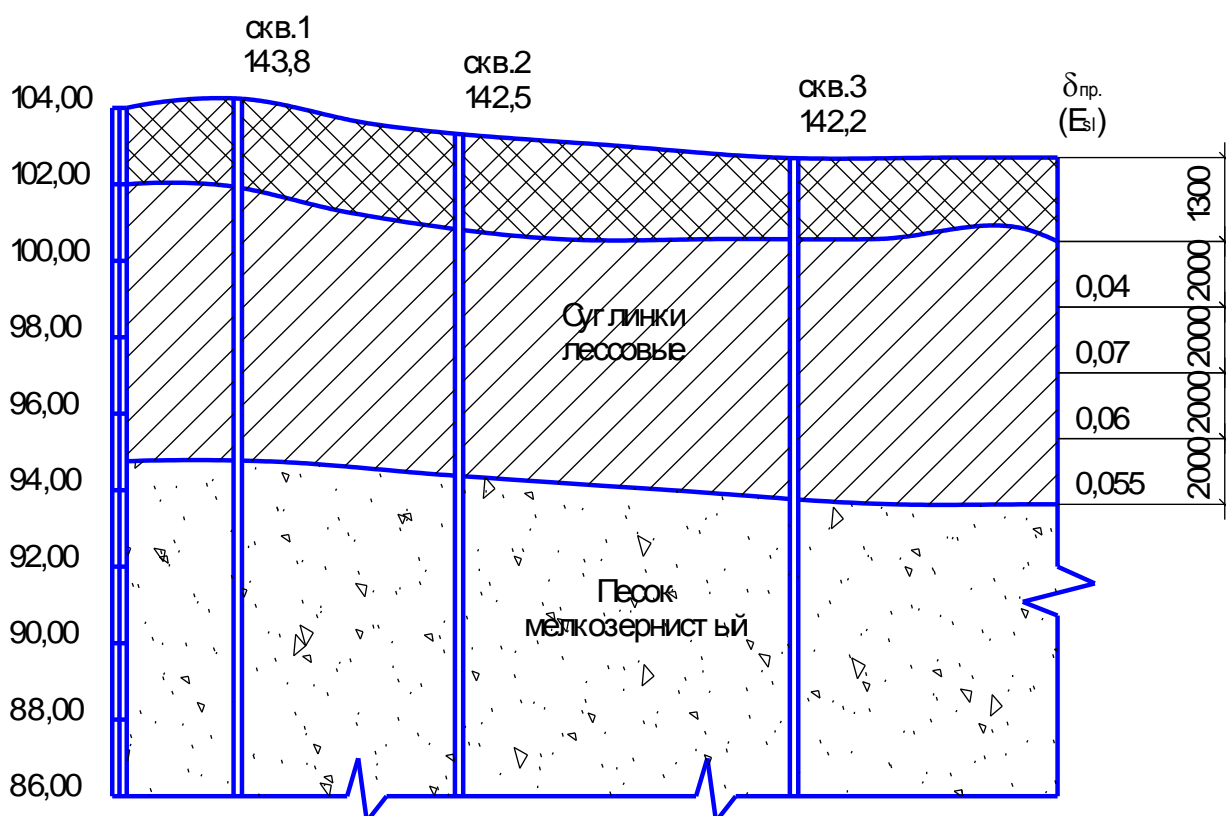 скв.1
143,8
скв.2
142,5
скв.3
142,2
δпр.
(Esl)
104,00
102,00
100,00
98,00
96,00
94,00
92,00
90,00
88,00
86,00
Суглинки
лессовые
Песок
мелкозернистый
0,04
0,07
0,06
0,055
1300
2000
2000
2000
2000